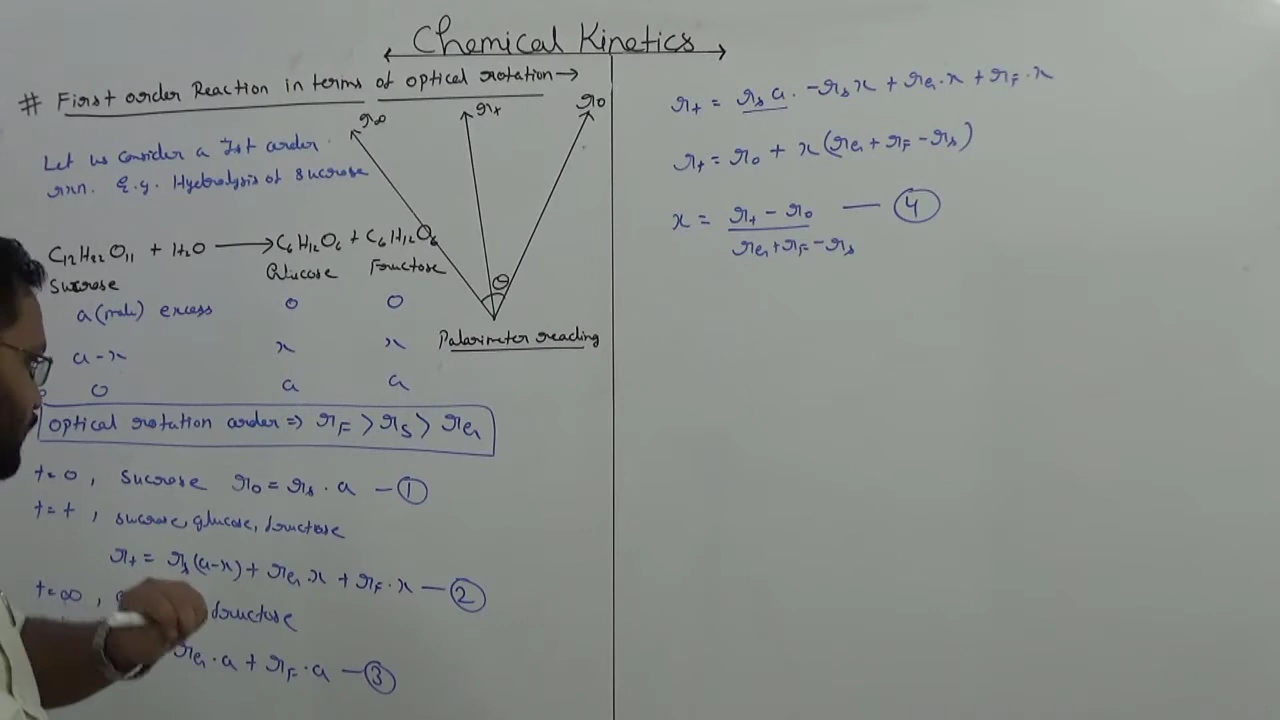 Chemical Kinetics
# First order Reaction in terms of optical rotation →
r∞ rt r0
Let us consider a Ist order
rxn. E.g. Hydrolysis of sucrose
C12H22O11 + H2O → C6H12O6 + C6H12O6
Sucrose Glucose Fructose
a(mole) excess 0 0
a-x x x
0 a a
θ
Polarimeter reading
optical rotation order ⇒ rF > rS > rG
t=0, sucrose r0 = rs . a — ①
t=t, sucrose, glucose, fructose
rt = rs(a-x) + rG.x + rF.x — ②
t=∞, fructose
rG.a + rF.a — ③
rt = rs a. -rs x + rG.x + rF.x
rt = r0 + x(rG + rF - rs)
x = rt - r0 / rG + rF - rs — ④